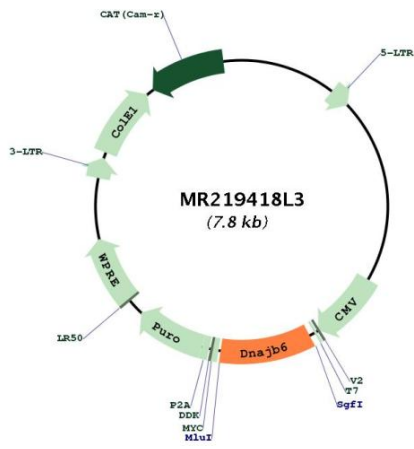 CAT(Cam-r)
5-LTR
ColE1
3-LTR
MR219418L3
(7.8 kb)
WPRE
CMV
LR50
Puro
Dnajb6
V2
T7
SgfI
P2A
DDK
MYC
MluI